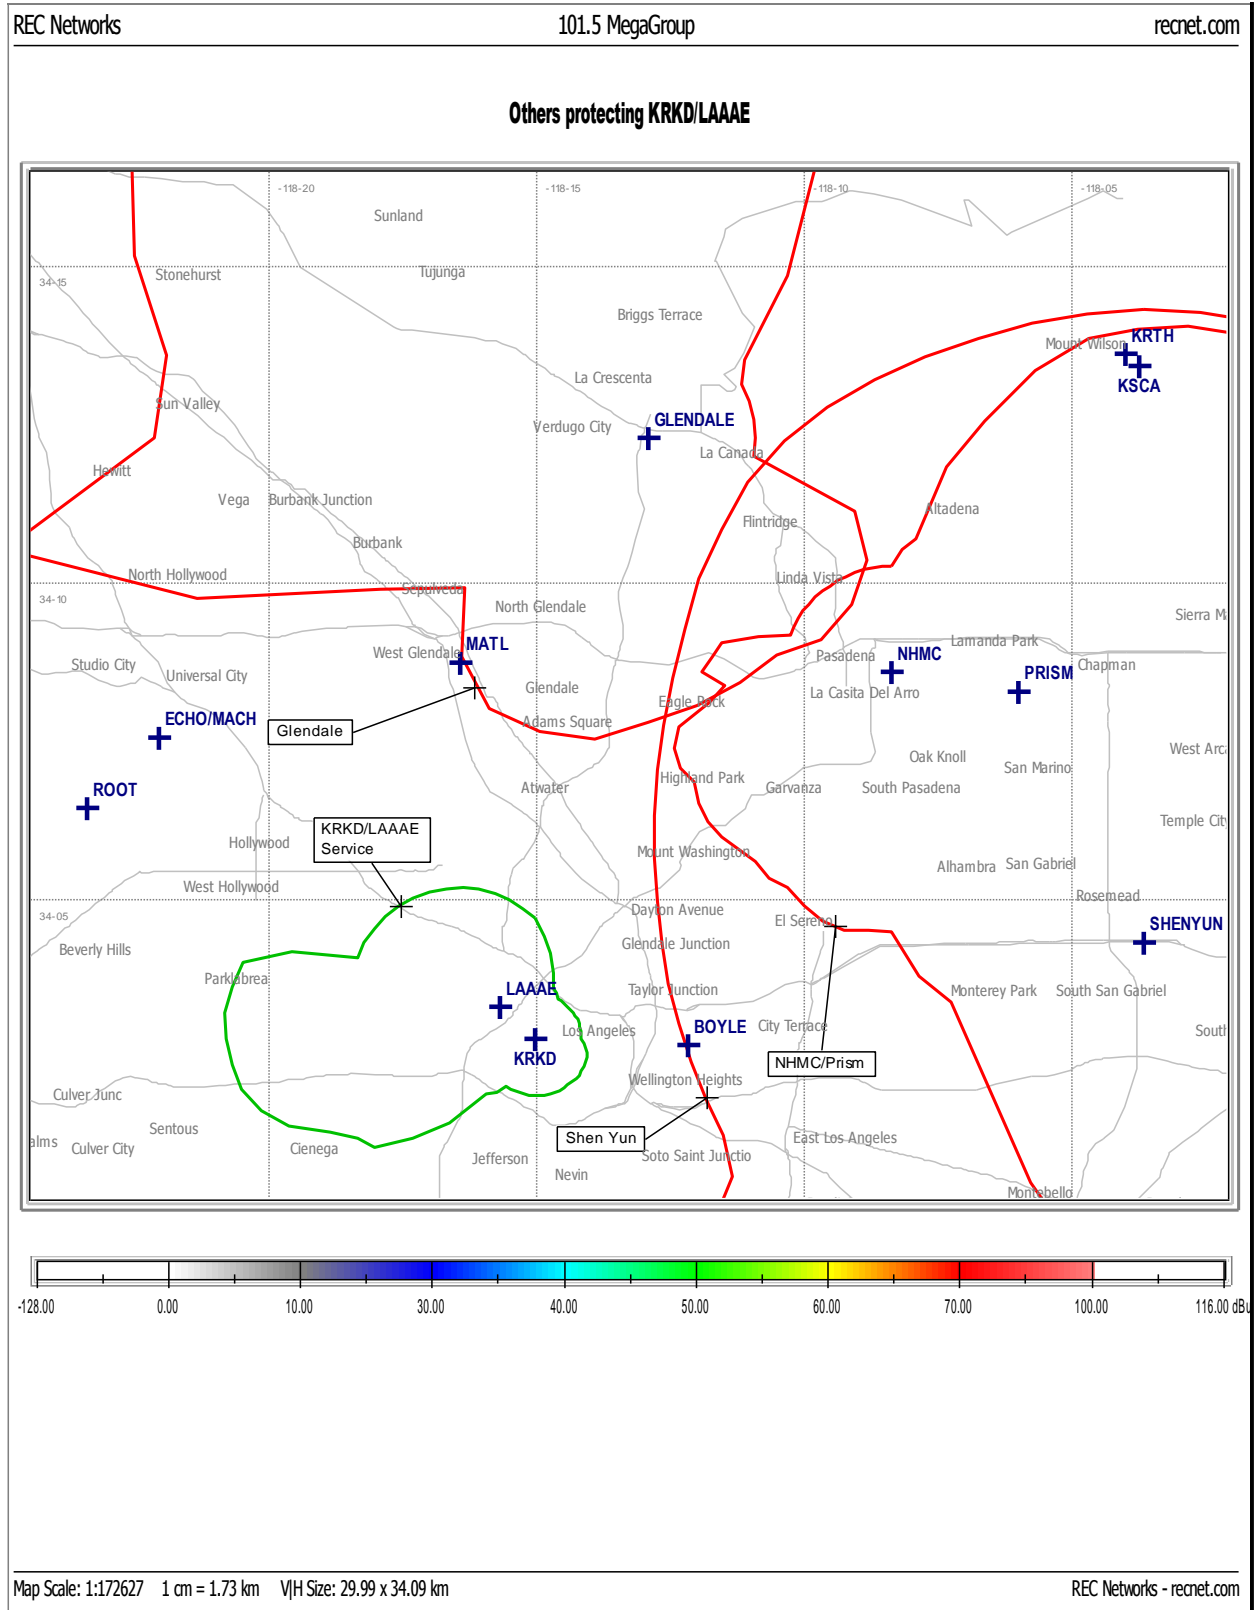 REC Networks
101.5 MegaGroup
recnet.com
Others protecting KRKD/LAAAE
-118-20
-118-15
-118-10
-118-05
Sunland
Stonehurst
Tujunga
34-15
Briggs Terrace
KRTH
Mount Wilson
La Crescenta
KSCA
Sun Valley
GLENDALE
Verdugo City
La Canada
Hewitt
Vega
Burbank Junction
Altadena
Flintridge
Burbank
North Hollywood
Linda Vista
Sepulveda
34-10
North Glendale
Sierra Ma
MATL
West Glendale
Lamanda Park
Pasadena
NHMC
Chapman
Studio City
Universal City
PRISM
Glendale
La Casita Del Arro
Eagle Rock
ECHO/MACH
Adams Square
Glendale
West Arca
Oak Knoll
San Marino
Highland Park
ROOT
Atwater
Garvanza
South Pasadena
KRKD/LAAAE
Service
Temple City
Hollywood
Mount Washington
Alhambra
San Gabriel
West Hollywood
Rosemead
34-05
Dayton Avenue
El Sereno
SHENYUN
Beverly Hills
Glendale Junction
Parklabrea
LAAAE
Taylor Junction
Monterey Park
South San Gabriel
BOYLE
City Terrace
Los Angeles
South
KRKD
NHMC/Prism
Wellington Heights
Culver Junc
Sentous
Shen Yun
East Los Angeles
alms
Culver City
Cienega
Jefferson
Soto Saint Junctio
Nevin
Montebello
-128.00
0.00
10.00
30.00
40.00
50.00
60.00
70.00
100.00
116.00 dBu
Map Scale: 1:172627 1 cm = 1.73 km V|H Size: 29.99 x 34.09 km
REC Networks - recnet.com